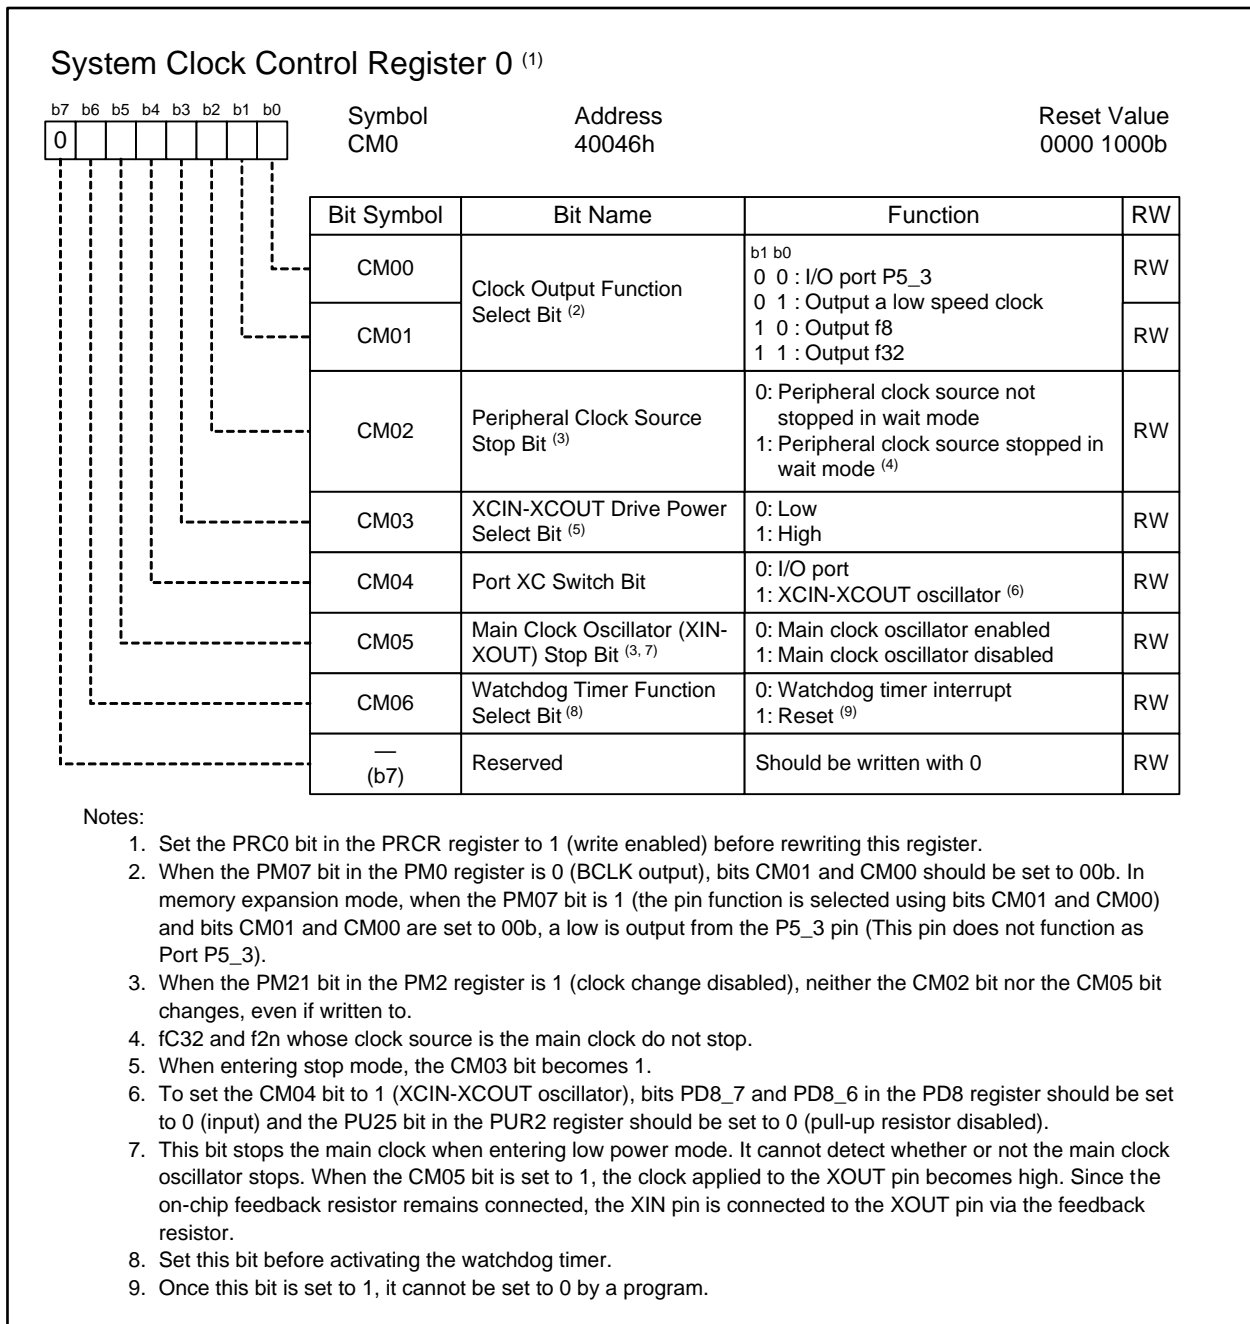 System Clock Control Register 0 (1)
b7 b6 b5 b4 b3 b2 b1 b0
0
Symbol Address Reset Value
CM0 40046h 0000 1000b
Bit Symbol Bit Name Function RW
CM00
CM01
Clock Output Function
Select Bit (2)
b1 b0
0 0 : I/O port P5_3
0 1 : Output a low speed clock
1 0 : Output f8
1 1 : Output f32
RW
RW
CM02
Peripheral Clock Source
Stop Bit (3)
0: Peripheral clock source not
stopped in wait mode
1: Peripheral clock source stopped in
wait mode (4)
RW
CM03
XCIN-XCOUT Drive Power
Select Bit (5)
0: Low
1: High
RW
CM04
Port XC Switch Bit
0: I/O port
1: XCIN-XCOUT oscillator (6)
RW
CM05
Main Clock Oscillator (XIN-
XOUT) Stop Bit (3, 7)
0: Main clock oscillator enabled
1: Main clock oscillator disabled
RW
CM06
Watchdog Timer Function
Select Bit (8)
0: Watchdog timer interrupt
1: Reset (9)
RW
—
(b7)
Reserved
Should be written with 0
RW
Notes:
1. Set the PRC0 bit in the PRCR register to 1 (write enabled) before rewriting this register.
2. When the PM07 bit in the PM0 register is 0 (BCLK output), bits CM01 and CM00 should be set to 00b. In
memory expansion mode, when the PM07 bit is 1 (the pin function is selected using bits CM01 and CM00)
and bits CM01 and CM00 are set to 00b, a low is output from the P5_3 pin (This pin does not function as
Port P5_3).
3. When the PM21 bit in the PM2 register is 1 (clock change disabled), neither the CM02 bit nor the CM05 bit
changes, even if written to.
4. fC32 and f2n whose clock source is the main clock do not stop.
5. When entering stop mode, the CM03 bit becomes 1.
6. To set the CM04 bit to 1 (XCIN-XCOUT oscillator), bits PD8_7 and PD8_6 in the PD8 register should be set
to 0 (input) and the PU25 bit in the PUR2 register should be set to 0 (pull-up resistor disabled).
7. This bit stops the main clock when entering low power mode. It cannot detect whether or not the main clock
oscillator stops. When the CM05 bit is set to 1, the clock applied to the XOUT pin becomes high. Since the
on-chip feedback resistor remains connected, the XIN pin is connected to the XOUT pin via the feedback
resistor.
8. Set this bit before activating the watchdog timer.
9. Once this bit is set to 1, it cannot be set to 0 by a program.